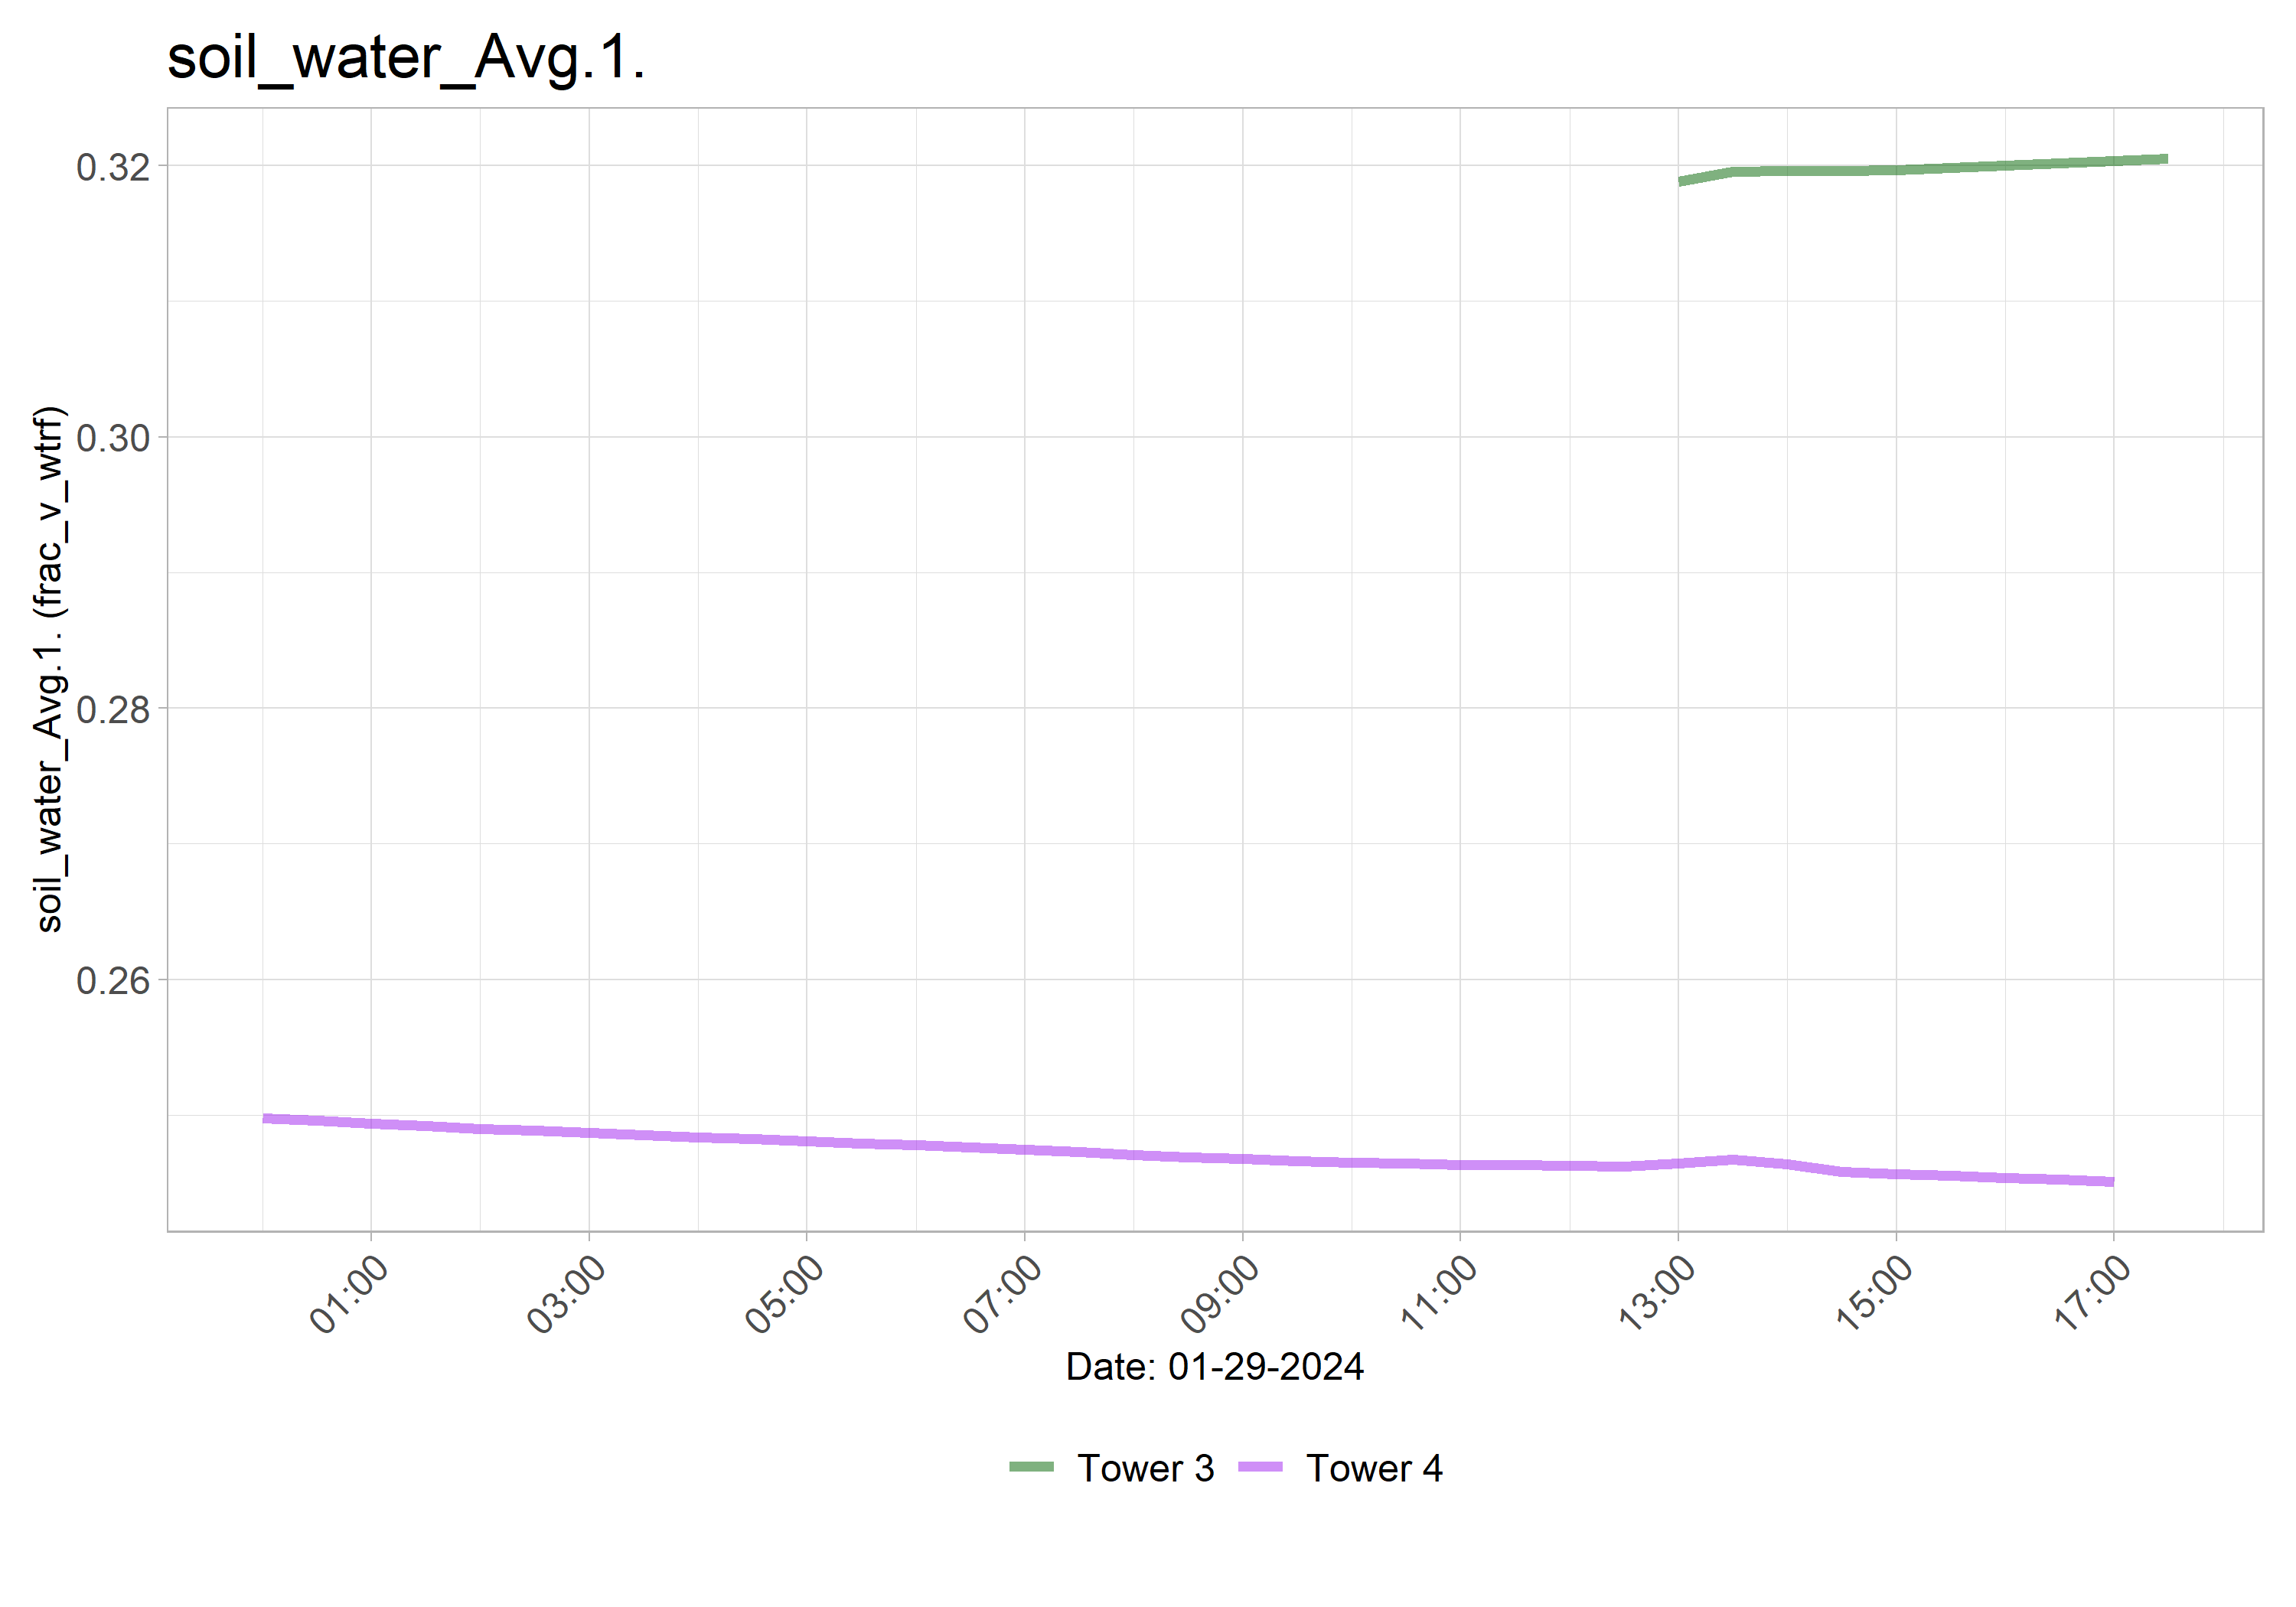 soil_water_Avg.1.
soil_water_Avg.1. (frac_v_wtrf)
0.32
0.30
0.28
0.26
01:00 03:00 05:00 07:00 09:00 11:00 13:00 15:00 17:00
Date: 01-29-2024
Tower 3 Tower 4